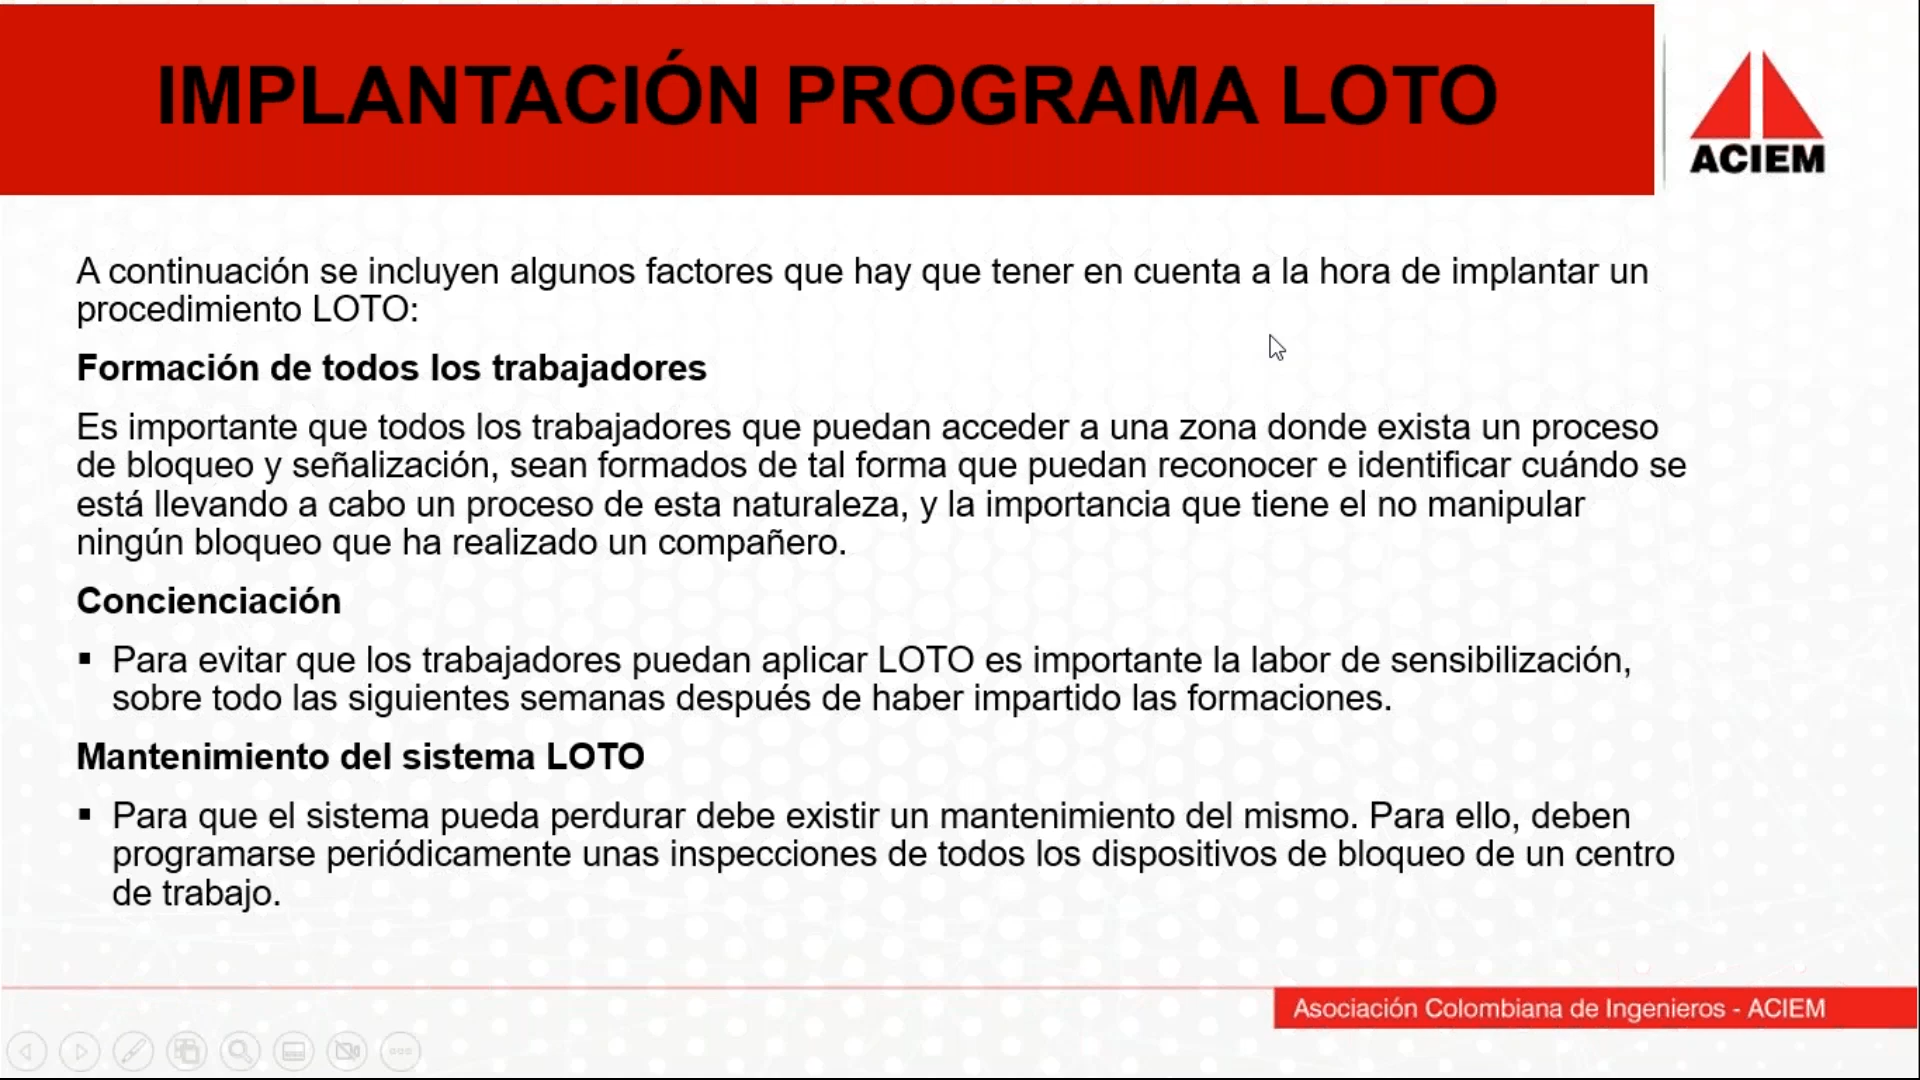 IMPLANTACIÓN PROGRAMA LOTO
ACIEM
A continuación se incluyen algunos factores que hay que tener en cuenta a la hora de implantar un
procedimiento LOTO:
Formación de todos los trabajadores
Es importante que todos los trabajadores que puedan acceder a una zona donde exista un proceso
de bloqueo y señalización, sean formados de tal forma que puedan reconocer e identificar cuándo se
está llevando a cabo un proceso de esta naturaleza, y la importancia que tiene el no manipular
ningún bloqueo que ha realizado un compañero.
Concienciación
▪ Para evitar que los trabajadores puedan aplicar LOTO es importante la labor de sensibilización,
sobre todo las siguientes semanas después de haber impartido las formaciones.
Mantenimiento del sistema LOTO
▪ Para que el sistema pueda perdurar debe existir un mantenimiento del mismo. Para ello, deben
programarse periódicamente unas inspecciones de todos los dispositivos de bloqueo de un centro
de trabajo.
Asociación Colombiana de Ingenieros - ACIEM